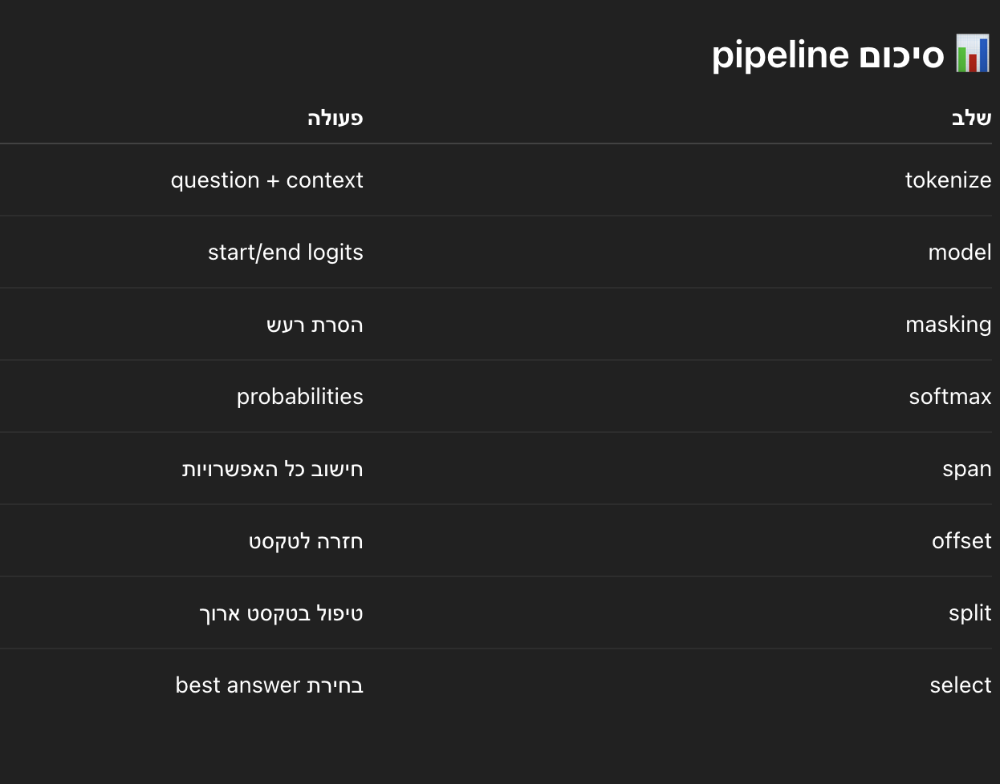 📊 סיכום pipeline
שלב פעולה
tokenize question + context
model start/end logits
masking הסרת רעש
softmax probabilities
span חישוב כל האפשרויות
offset חזרה לטקסט
split טיפול בטקסט ארוך
select בחירת best answer